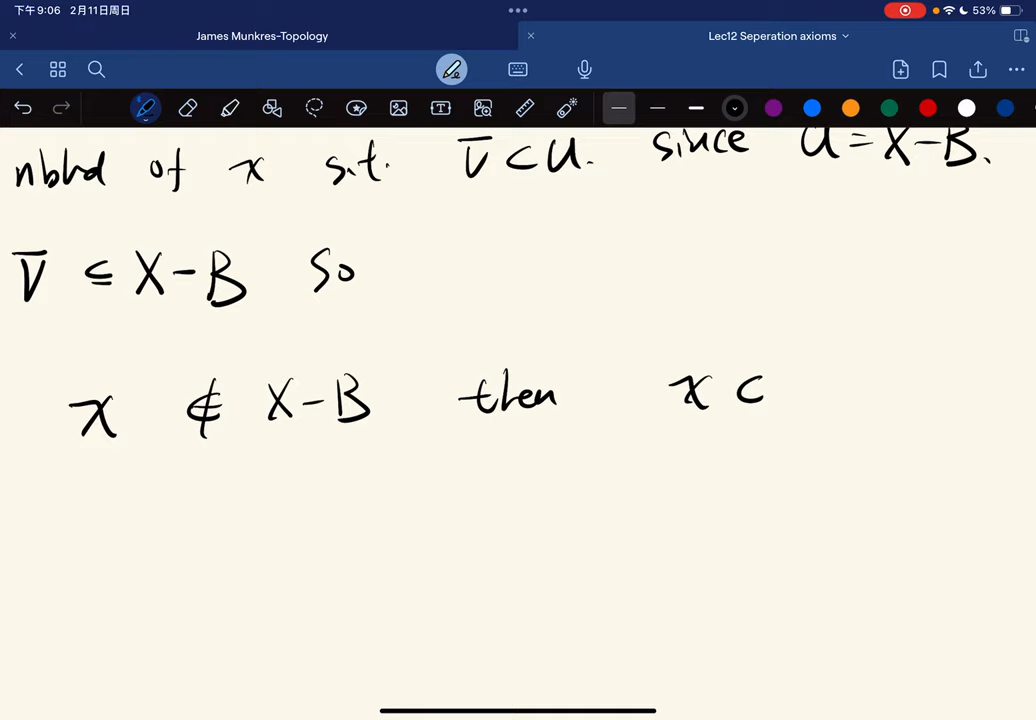 下午9:06 2月11日周日
53%
James Munkres-Topology
Lec12 Seperation axioms
nbhd of x s.t. V̅ ⊂ U. since U = X − B.
V̅ ⊆ X − B So
x ∉ X − B then x ⊂